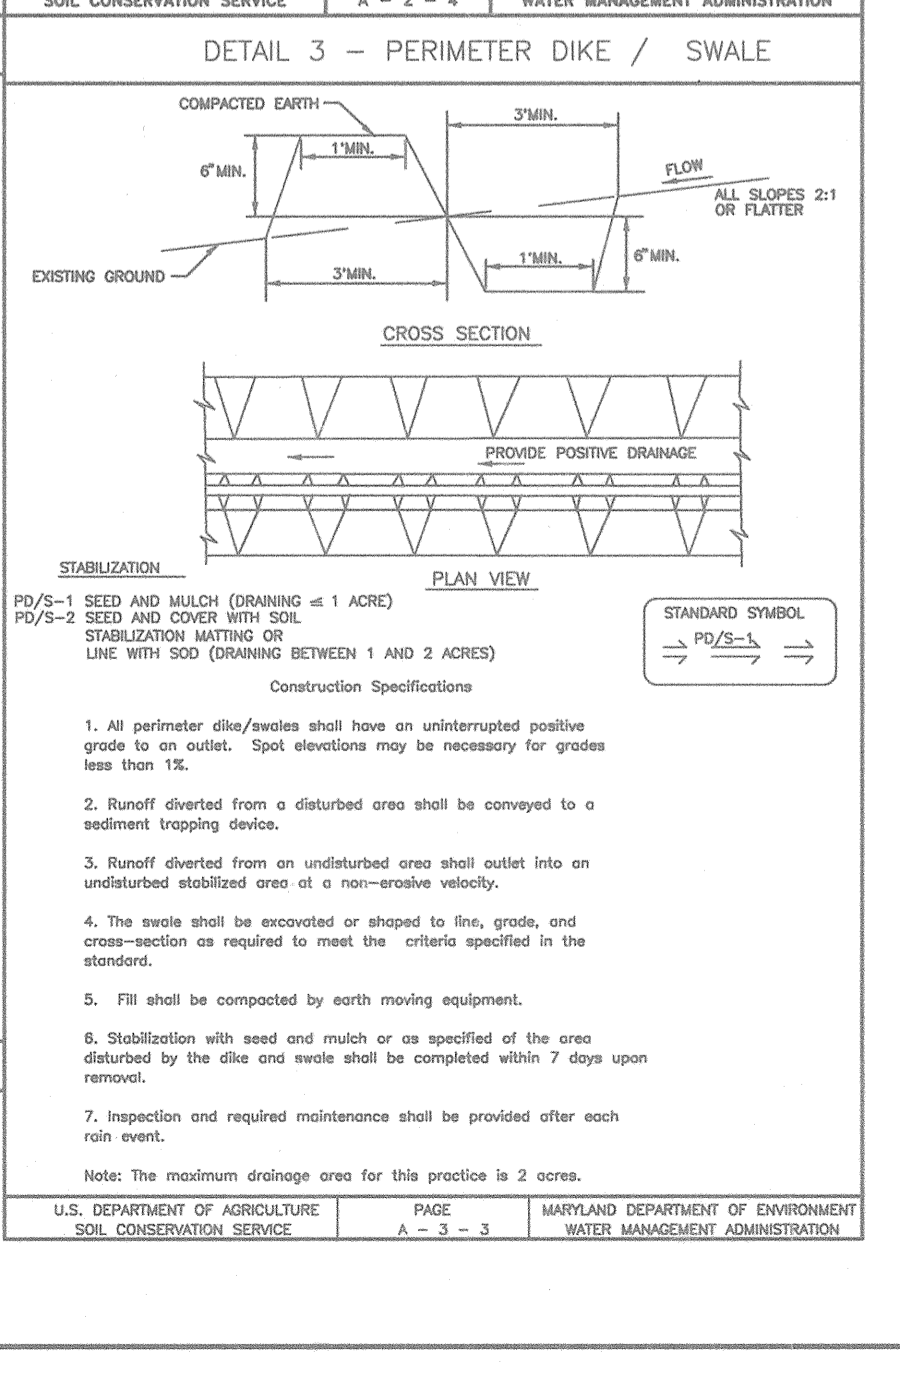 SOIL CONSERVATION SERVICE
A - 2 - 4
WATER MANAGEMENT ADMINISTRATION
DETAIL 3 - PERIMETER DIKE / SWALE
COMPACTED EARTH
3'MIN.
1'MIN.
6"MIN.
FLOW
ALL SLOPES 2:1
OR FLATTER
1'MIN.
6"MIN.
3'MIN.
EXISTING GROUND
CROSS SECTION
PROVIDE POSITIVE DRAINAGE
STABILIZATION
PLAN VIEW
PD/S-1 SEED AND MULCH (DRAINING ≤ 1 ACRE)
PD/S-2 SEED AND COVER WITH SOIL
STABILIZATION MATTING OR
LINE WITH SOD (DRAINING BETWEEN 1 AND 2 ACRES)
STANDARD SYMBOL
PD/S-1
Construction Specifications
1. All perimeter dike/swales shall have an uninterrupted positive
grade to an outlet. Spot elevations may be necessary for grades
less than 1%.
2. Runoff diverted from a disturbed area shall be conveyed to a
sediment trapping device.
3. Runoff diverted from an undisturbed area shall outlet into an
undisturbed stabilized area at a non-erosive velocity.
4. The swale shall be excavated or shaped to line, grade, and
cross-section as required to meet the criteria specified in the
standard.
5. Fill shall be compacted by earth moving equipment.
6. Stabilization with seed and mulch or as specified of the area
disturbed by the dike and swale shall be completed within 7 days upon
removal.
7. Inspection and required maintenance shall be provided after each
rain event.
Note: The maximum drainage area for this practice is 2 acres.
U.S. DEPARTMENT OF AGRICULTURE
SOIL CONSERVATION SERVICE
PAGE
A - 3 - 3
MARYLAND DEPARTMENT OF ENVIRONMENT
WATER MANAGEMENT ADMINISTRATION